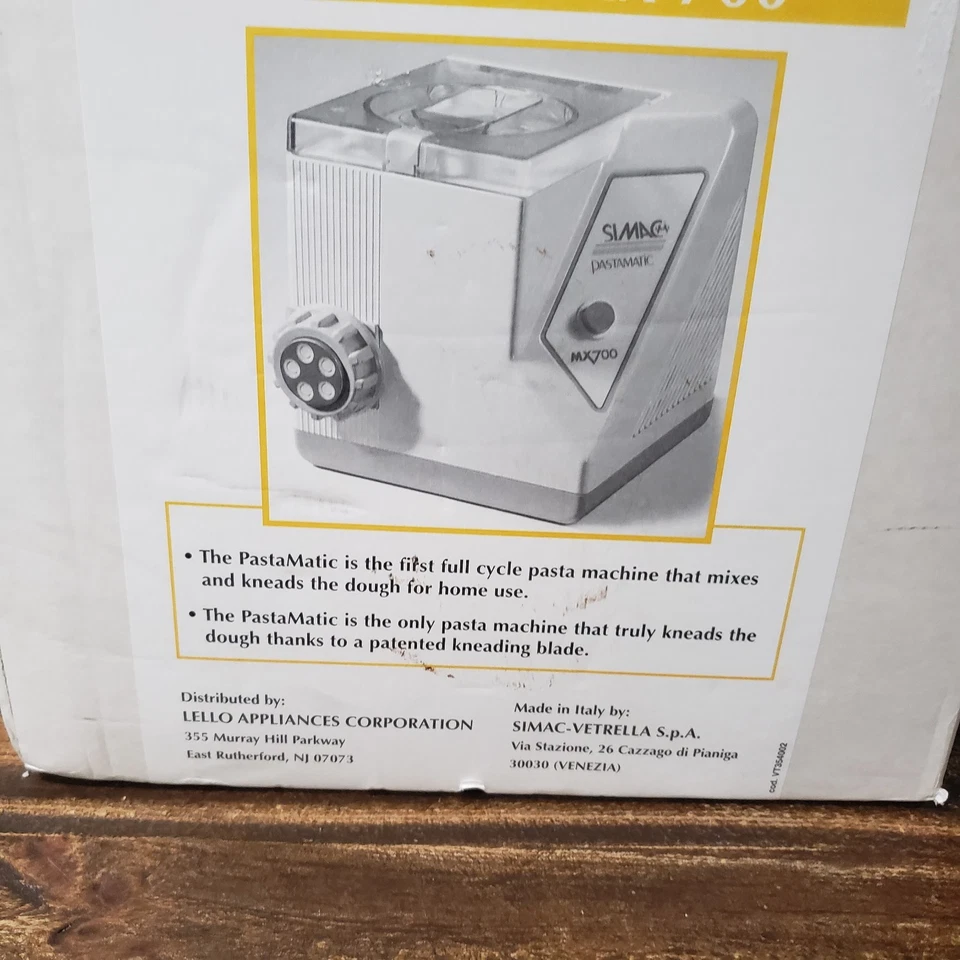 700
SIMAC
PASTAMATIC
MX700
• The PastaMatic is the first full cycle pasta machine that mixes
and kneads the dough for home use.
• The PastaMatic is the only pasta machine that truly kneads the
dough thanks to a patented kneading blade.
Distributed by:
LELLO APPLIANCES CORPORATION
355 Murray Hill Parkway
East Rutherford, NJ 07073
Made in Italy by:
SIMAC-VETRELLA S.p.A.
Via Stazione, 26 Cazzago di Pianiga
30030 (VENEZIA)
cod. VT354002